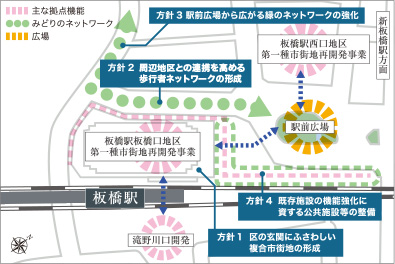 主な拠点機能
みどりのネットワーク
広場
方針3 駅前広場から広がる緑のネットワークの強化
新板橋駅方面
板橋駅西口地区
第一種市街地再開発事業
方針2 周辺地区との連携を高める
歩行者ネットワークの形成
駅前広場
板橋駅板橋口地区
第一種市街地再開発事業
板橋駅
方針4 既存施設の機能強化に
資する公共施設等の整備
滝野川口開発
方針1 区の玄関にふさわしい
複合市街地の形成
N